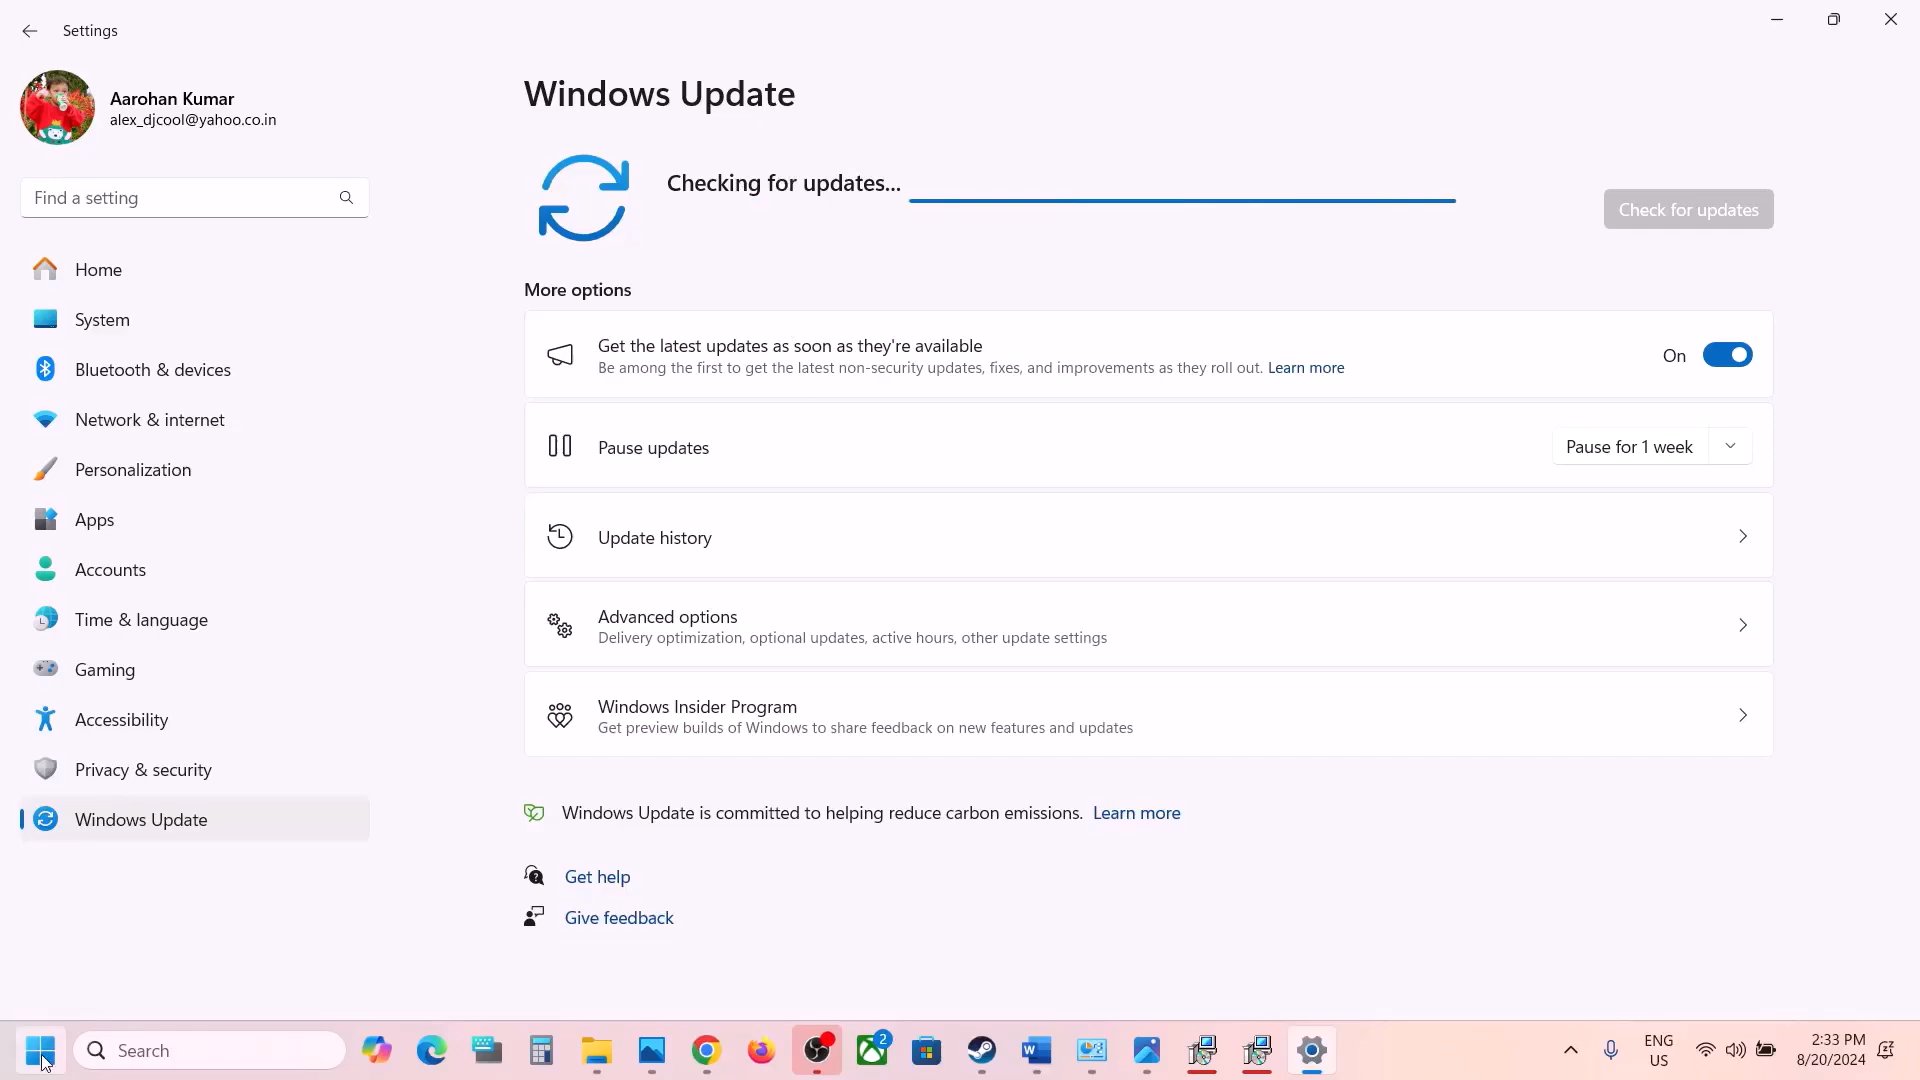 Settings
Aarohan Kumar
alex_djcool@yahoo.co.in
Find a setting
Home
System
Bluetooth & devices
Network & internet
Personalization
Apps
Accounts
Time & language
Gaming
Accessibility
Privacy & security
Windows Update
Windows Update
Checking for updates...
Check for updates
More options
Get the latest updates as soon as they're available
Be among the first to get the latest non-security updates, fixes, and improvements as they roll out. Learn more
On
Pause updates
Pause for 1 week
Update history
Advanced options
Delivery optimization, optional updates, active hours, other update settings
Windows Insider Program
Get preview builds of Windows to share feedback on new features and updates
Windows Update is committed to helping reduce carbon emissions. Learn more
Get help
Give feedback
Search
2
ENG
US
2:33 PM
8/20/2024